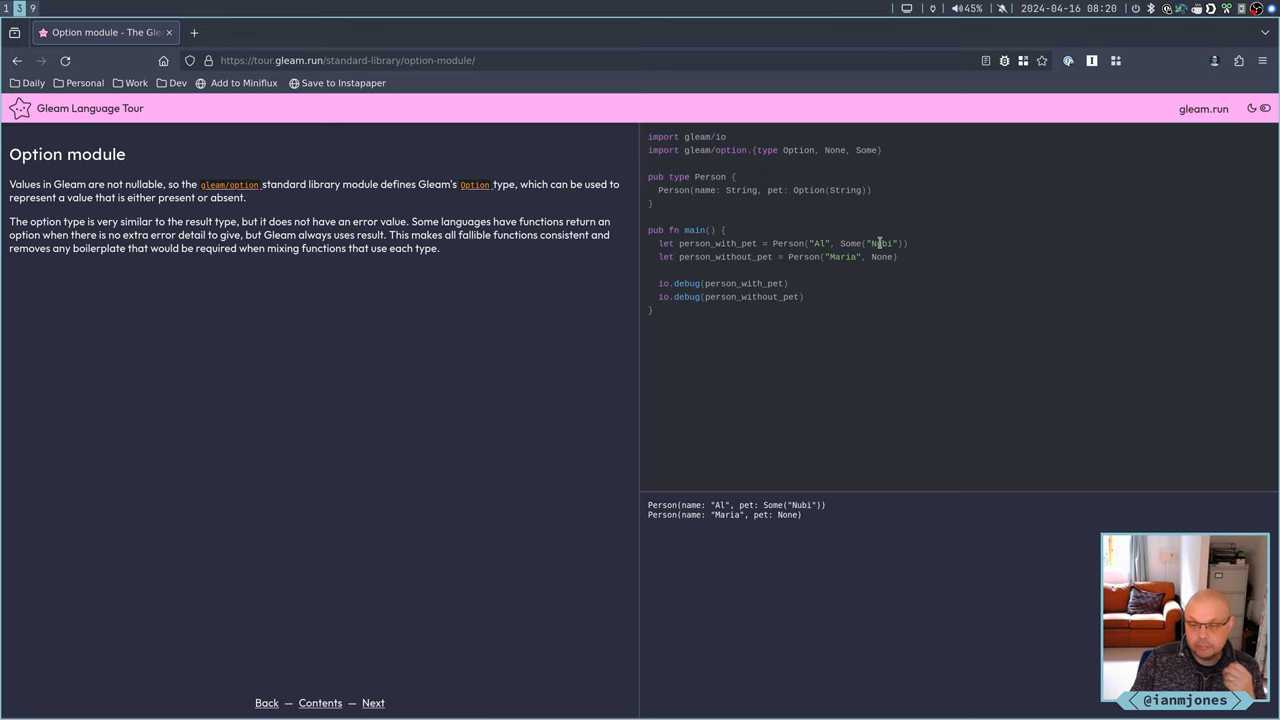 1 3 9
45%
2024-04-16
08:20
Option module - The Gle
https://tour.gleam.run/standard-library/option-module/
Daily
Personal
Work
Dev
Add to Miniflux
Save to Instapaper
Gleam Language Tour
gleam.run
Option module
Values in Gleam are not nullable, so the gleam/option standard library module defines Gleam's Option type, which can be used to
represent a value that is either present or absent.
The option type is very similar to the result type, but it does not have an error value. Some languages have functions return an
option when there is no extra error detail to give, but Gleam always uses result. This makes all fallible functions consistent and
removes any boilerplate that would be required when mixing functions that use each type.
Back — Contents — Next
import gleam/io
import gleam/option.{type Option, None, Some}
pub type Person {
Person(name: String, pet: Option(String))
}
pub fn main() {
let person_with_pet = Person("Al", Some("Nubi"))
let person_without_pet = Person("Maria", None)
io.debug(person_with_pet)
io.debug(person_without_pet)
}
Person(name: "Al", pet: Some("Nubi"))
Person(name: "Maria", pet: None)
@ianmjones